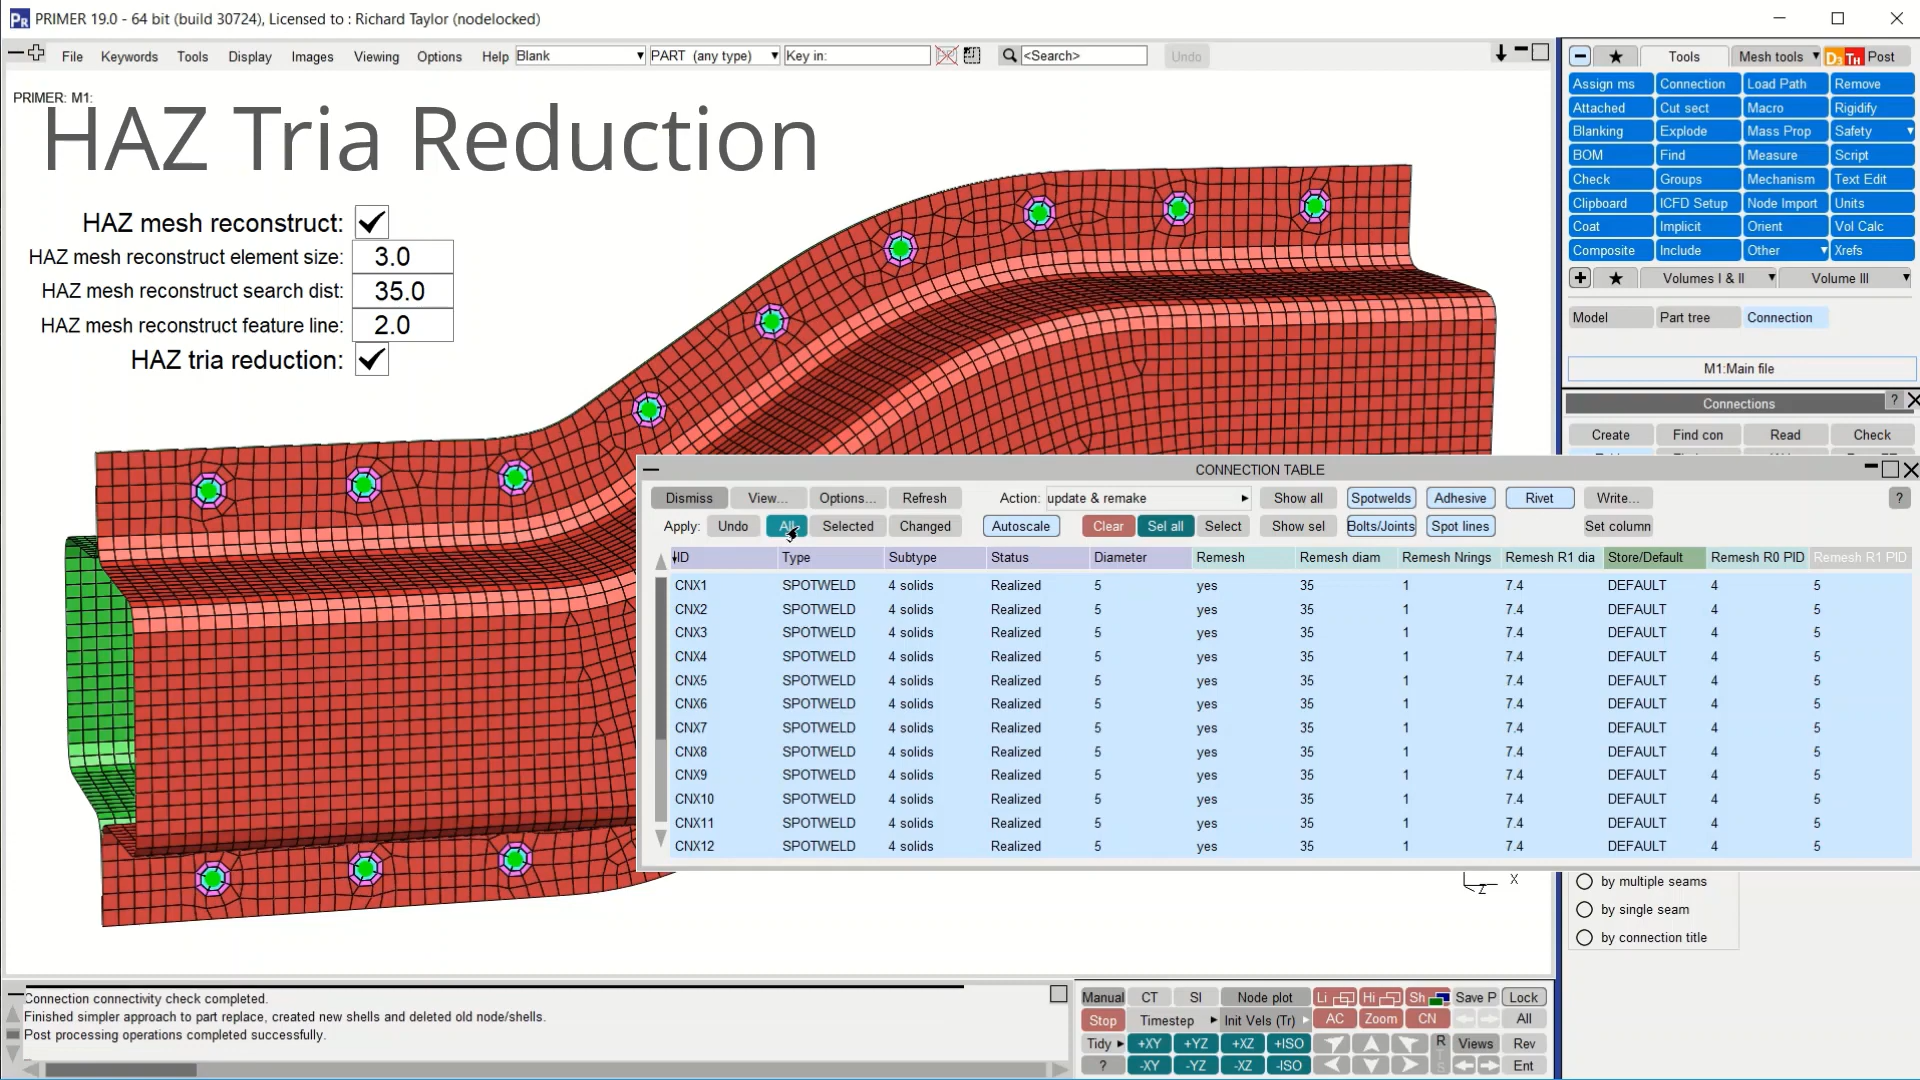 PRIMER 19.0 - 64 bit (build 30724), Licensed to : Richard Taylor (nodelocked)
File Keywords Tools Display Images Viewing Options Help Blank PART (any type) Key in: <Search> Undo
Tools Mesh tools Post
PRIMER: M1:
HAZ Tria Reduction
HAZ mesh reconstruct:
HAZ mesh reconstruct element size: 3.0
HAZ mesh reconstruct search dist: 35.0
HAZ mesh reconstruct feature line: 2.0
HAZ tria reduction:
Assign ms Connection Load Path Remove
Attached Cut sect Macro Rigidify
Blanking Explode Mass Prop Safety
BOM Find Measure Script
Check Groups Mechanism Text Edit
Clipboard ICFD Setup Node Import Units
Coat Implicit Orient Vol Calc
Composite Include Other Xrefs
Volumes I & II Volume III
Model Part tree Connection
M1:Main file
Connections ?
Create Find con Read Check
CONNECTION TABLE
Dismiss View... Options... Refresh Action: update & remake Show all Spotwelds Adhesive Rivet Write... ?
Apply: Undo All Selected Changed Autoscale Clear Sel all Select Show sel Bolts/Joints Spot lines Set column
ID Type Subtype Status Diameter Remesh Remesh diam Remesh Nrings Remesh R1 dia Store/Default Remesh R0 PID Remesh R1 PID
CNX1 SPOTWELD 4 solids Realized 5 yes 35 1 7.4 DEFAULT 4 5
CNX2 SPOTWELD 4 solids Realized 5 yes 35 1 7.4 DEFAULT 4 5
CNX3 SPOTWELD 4 solids Realized 5 yes 35 1 7.4 DEFAULT 4 5
CNX4 SPOTWELD 4 solids Realized 5 yes 35 1 7.4 DEFAULT 4 5
CNX5 SPOTWELD 4 solids Realized 5 yes 35 1 7.4 DEFAULT 4 5
CNX6 SPOTWELD 4 solids Realized 5 yes 35 1 7.4 DEFAULT 4 5
CNX7 SPOTWELD 4 solids Realized 5 yes 35 1 7.4 DEFAULT 4 5
CNX8 SPOTWELD 4 solids Realized 5 yes 35 1 7.4 DEFAULT 4 5
CNX9 SPOTWELD 4 solids Realized 5 yes 35 1 7.4 DEFAULT 4 5
CNX10 SPOTWELD 4 solids Realized 5 yes 35 1 7.4 DEFAULT 4 5
CNX11 SPOTWELD 4 solids Realized 5 yes 35 1 7.4 DEFAULT 4 5
CNX12 SPOTWELD 4 solids Realized 5 yes 35 1 7.4 DEFAULT 4 5
X
Z
by multiple seams
by single seam
by connection title
Connection connectivity check completed.
Finished simpler approach to part replace, created new shells and deleted old node/shells.
Post processing operations completed successfully.
Manual CT SI Node plot Li Hi Sh Save P Lock
Stop Timestep Init Vels (Tr) AC Zoom CN All
Tidy +XY +YZ +XZ +ISO R Views Rev
? -XY -YZ -XZ -ISO Ent